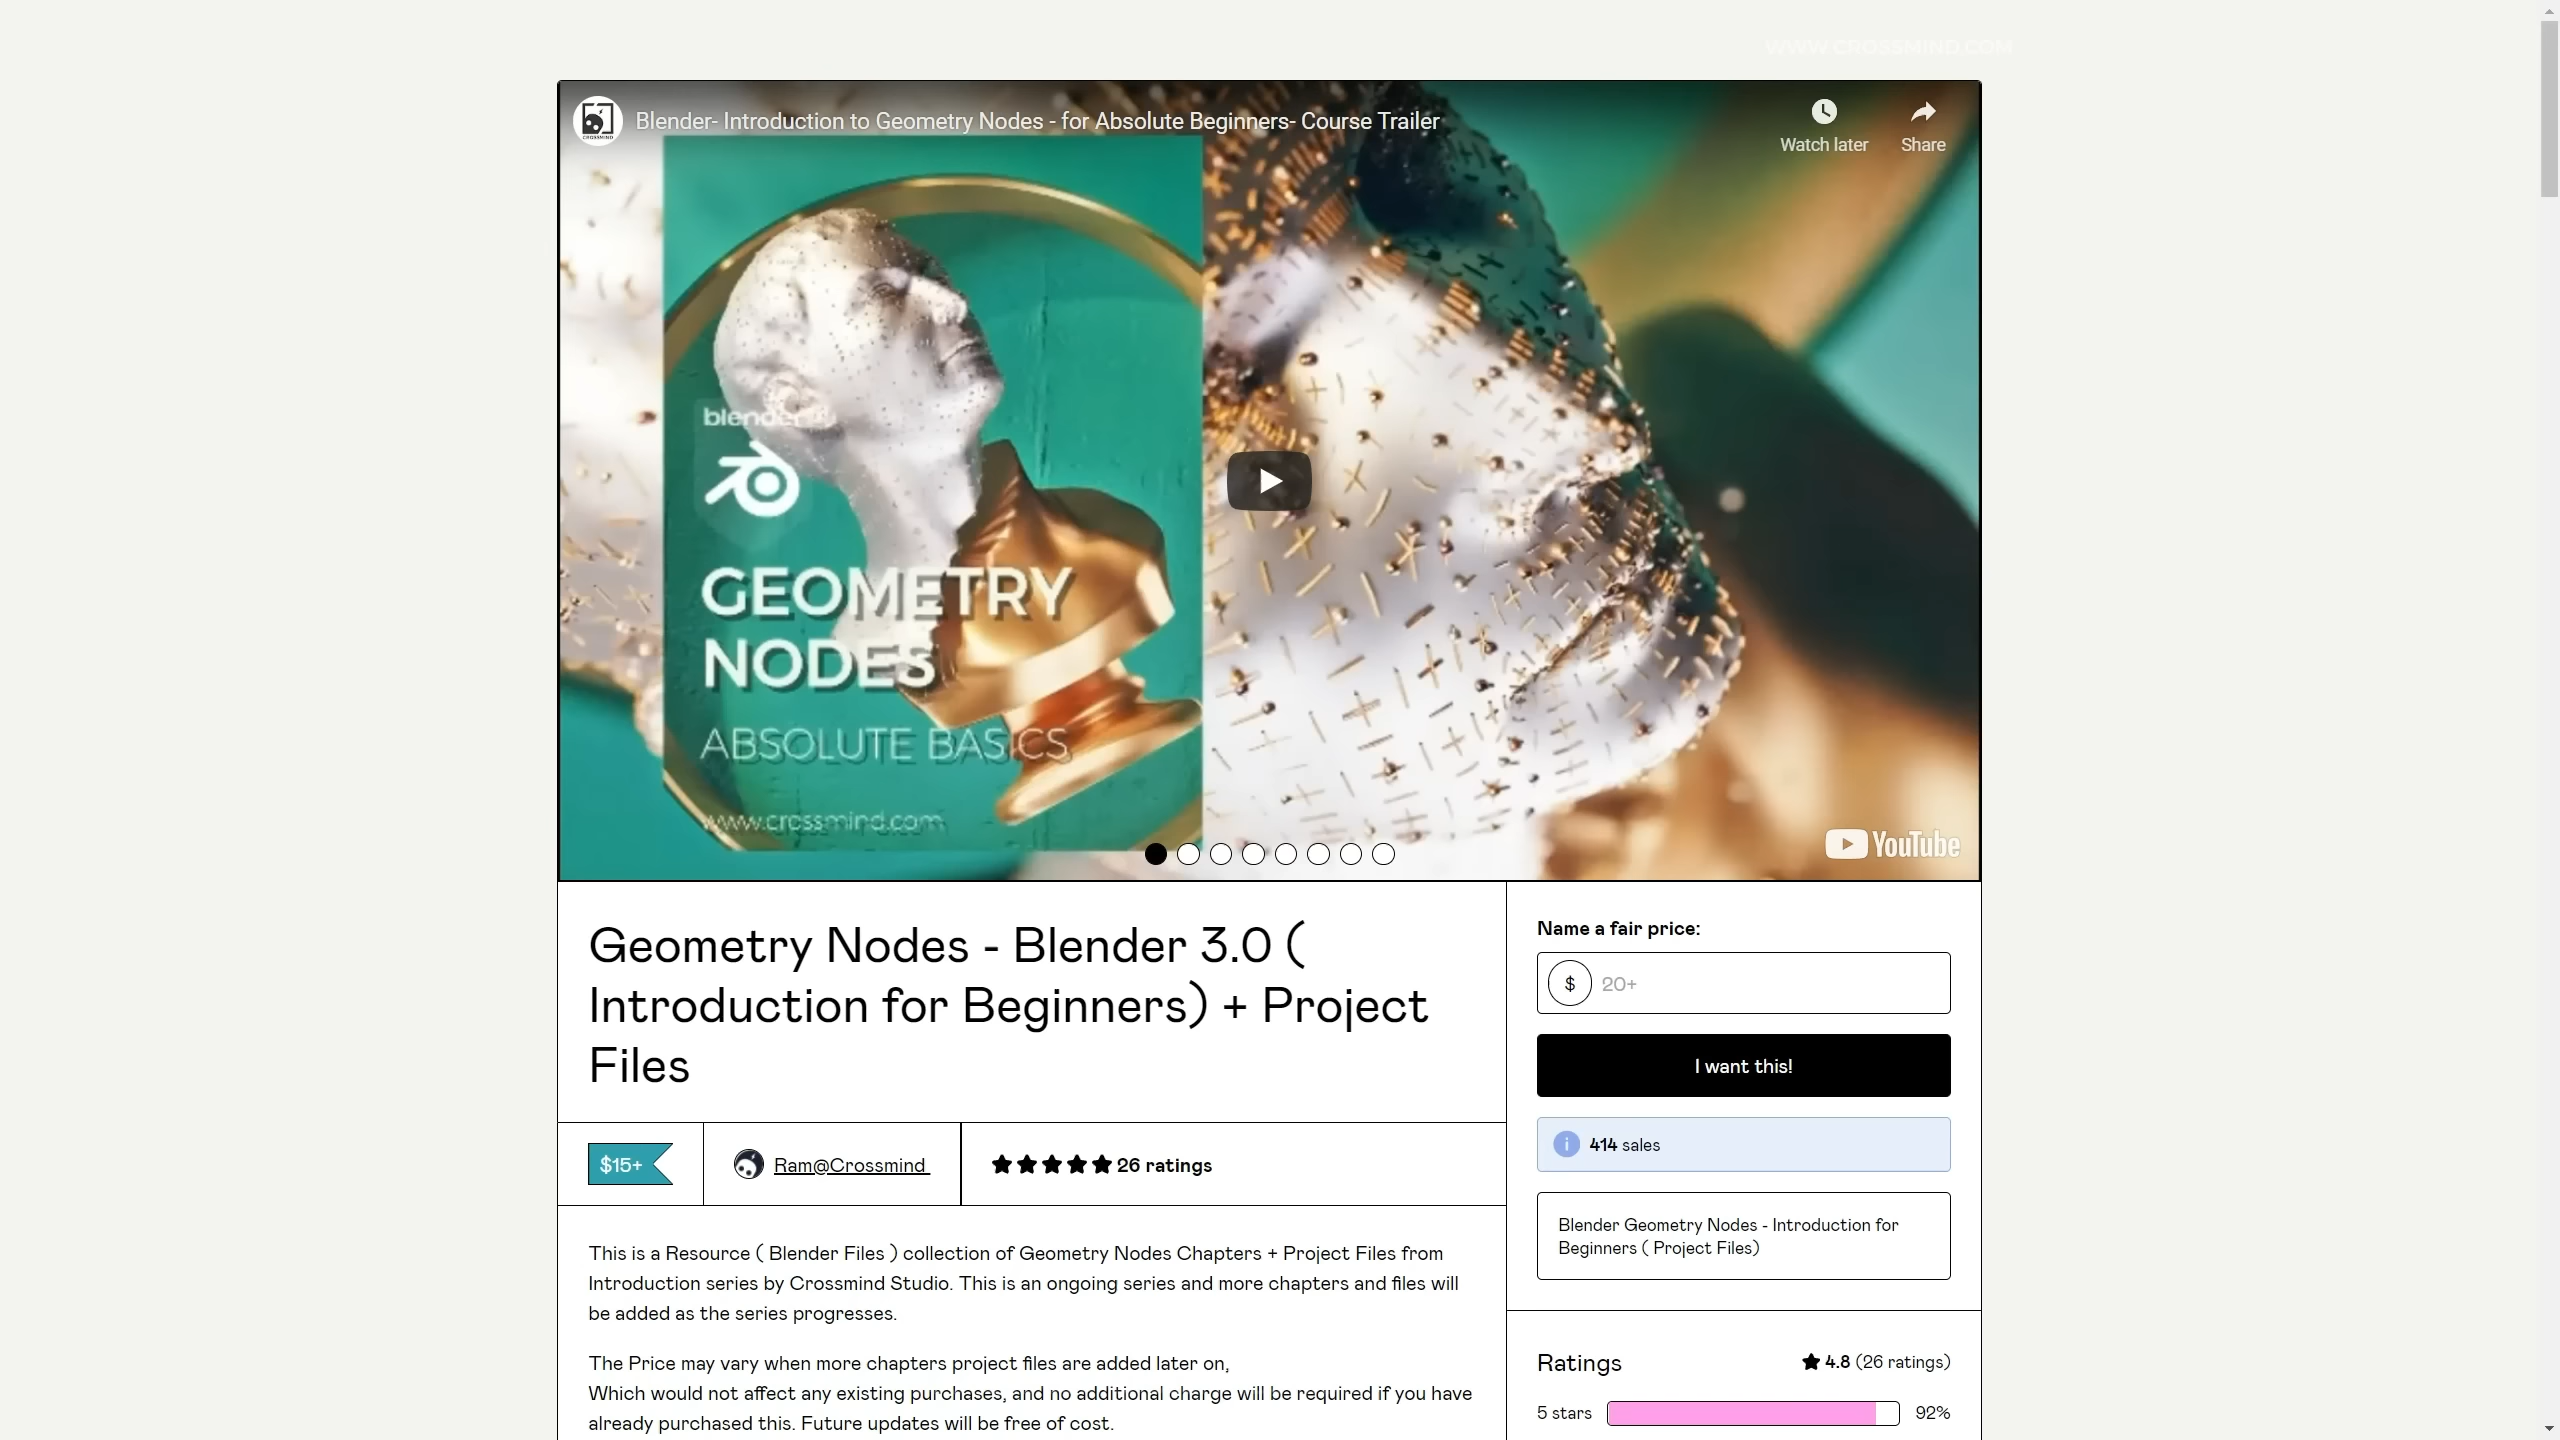 WWW.CROSSMIND.COM
Blender- Introduction to Geometry Nodes - for Absolute Beginners- Course Trailer
Watch later
Share
CROSSMIND
blender
GEOMETRY
NODES
ABSOLUTE BASICS
www.crossmind.com
YouTube
Geometry Nodes - Blender 3.0 (
Introduction for Beginners) + Project
Files
$15+
Ram@Crossmind
26 ratings
This is a Resource ( Blender Files ) collection of Geometry Nodes Chapters + Project Files from
Introduction series by Crossmind Studio. This is an ongoing series and more chapters and files will
be added as the series progresses.
The Price may vary when more chapters project files are added later on,
Which would not affect any existing purchases, and no additional charge will be required if you have
already purchased this. Future updates will be free of cost.
Name a fair price:
$ 20+
I want this!
i 414 sales
Blender Geometry Nodes - Introduction for
Beginners ( Project Files)
Ratings
4.8 (26 ratings)
5 stars
92%